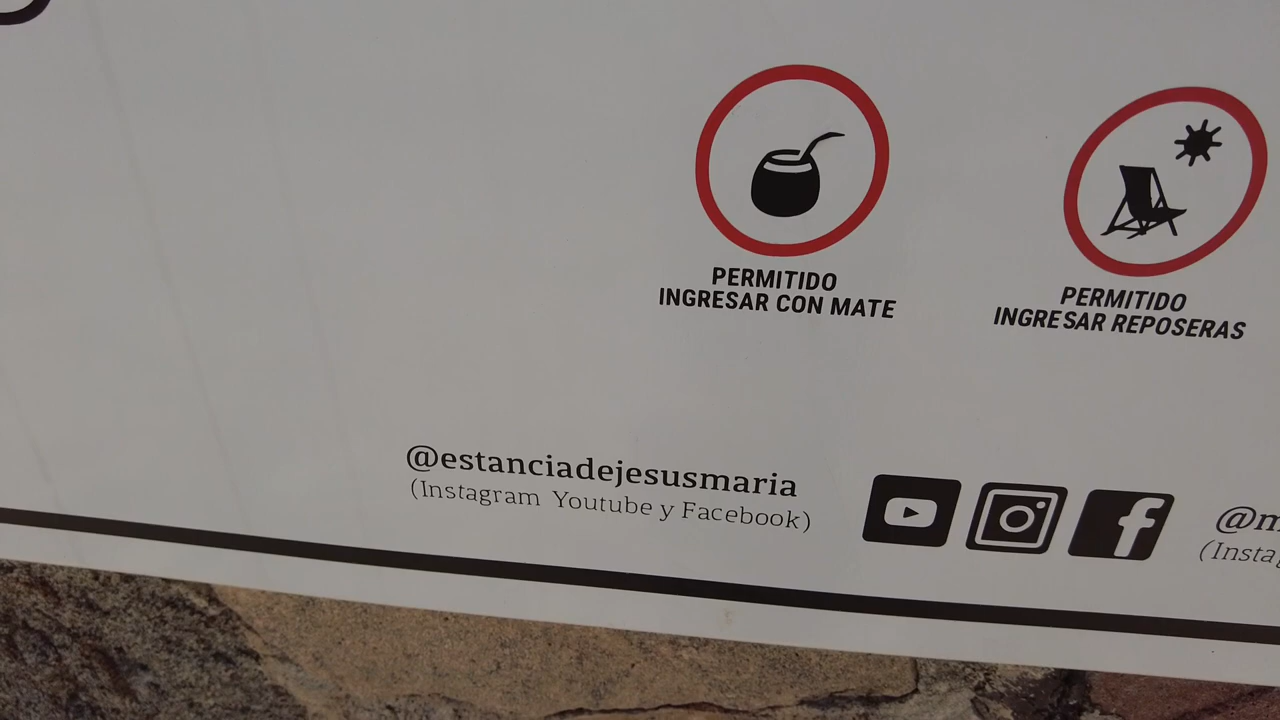 PERMITIDO
INGRESAR CON MATE
PERMITIDO
INGRESAR REPOSERAS
@estanciadejesusmaria
(Instagram Youtube y Facebook)